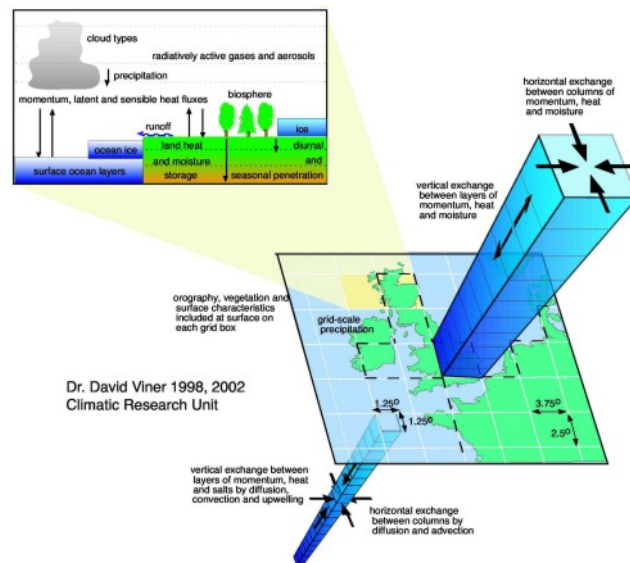 cloud types
radiatively active gases and aerosols
precipitation
momentum, latent and sensible heat fluxes
biosphere
runoff
ice
ocean ice
land heat
and moisture
storage
diurnal
and
seasonal penetration
surface ocean layers
horizontal exchange
between columns of
momentum, heat
and moisture
vertical exchange
between layers of
momentum, heat
and moisture
orography, vegetation and
surface characteristics
included at surface on
each grid box
grid-scale
precipitation
Dr. David Viner 1998, 2002
Climatic Research Unit
1.25°
1.25°
3.75°
2.5°
vertical exchange between
layers of momentum, heat
and salts by diffusion,
convection and upwelling
horizontal exchange
between columns by
diffusion and advection